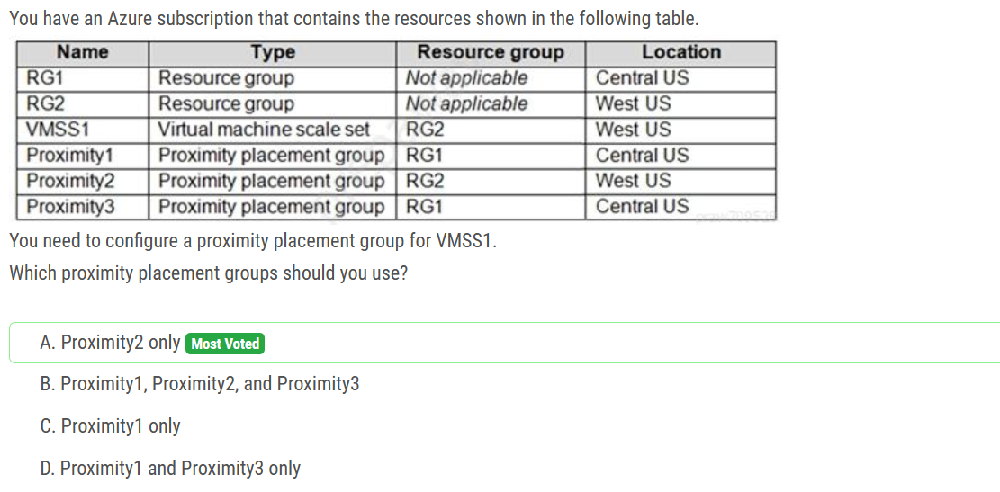 You have an Azure subscription that contains the resources shown in the following table.
Name Type Resource group Location
RG1 Resource group Not applicable Central US
RG2 Resource group Not applicable West US
VMSS1 Virtual machine scale set RG2 West US
Proximity1 Proximity placement group RG1 Central US
Proximity2 Proximity placement group RG2 West US
Proximity3 Proximity placement group RG1 Central US
You need to configure a proximity placement group for VMSS1.
Which proximity placement groups should you use?
A. Proximity2 only Most Voted
B. Proximity1, Proximity2, and Proximity3
C. Proximity1 only
D. Proximity1 and Proximity3 only